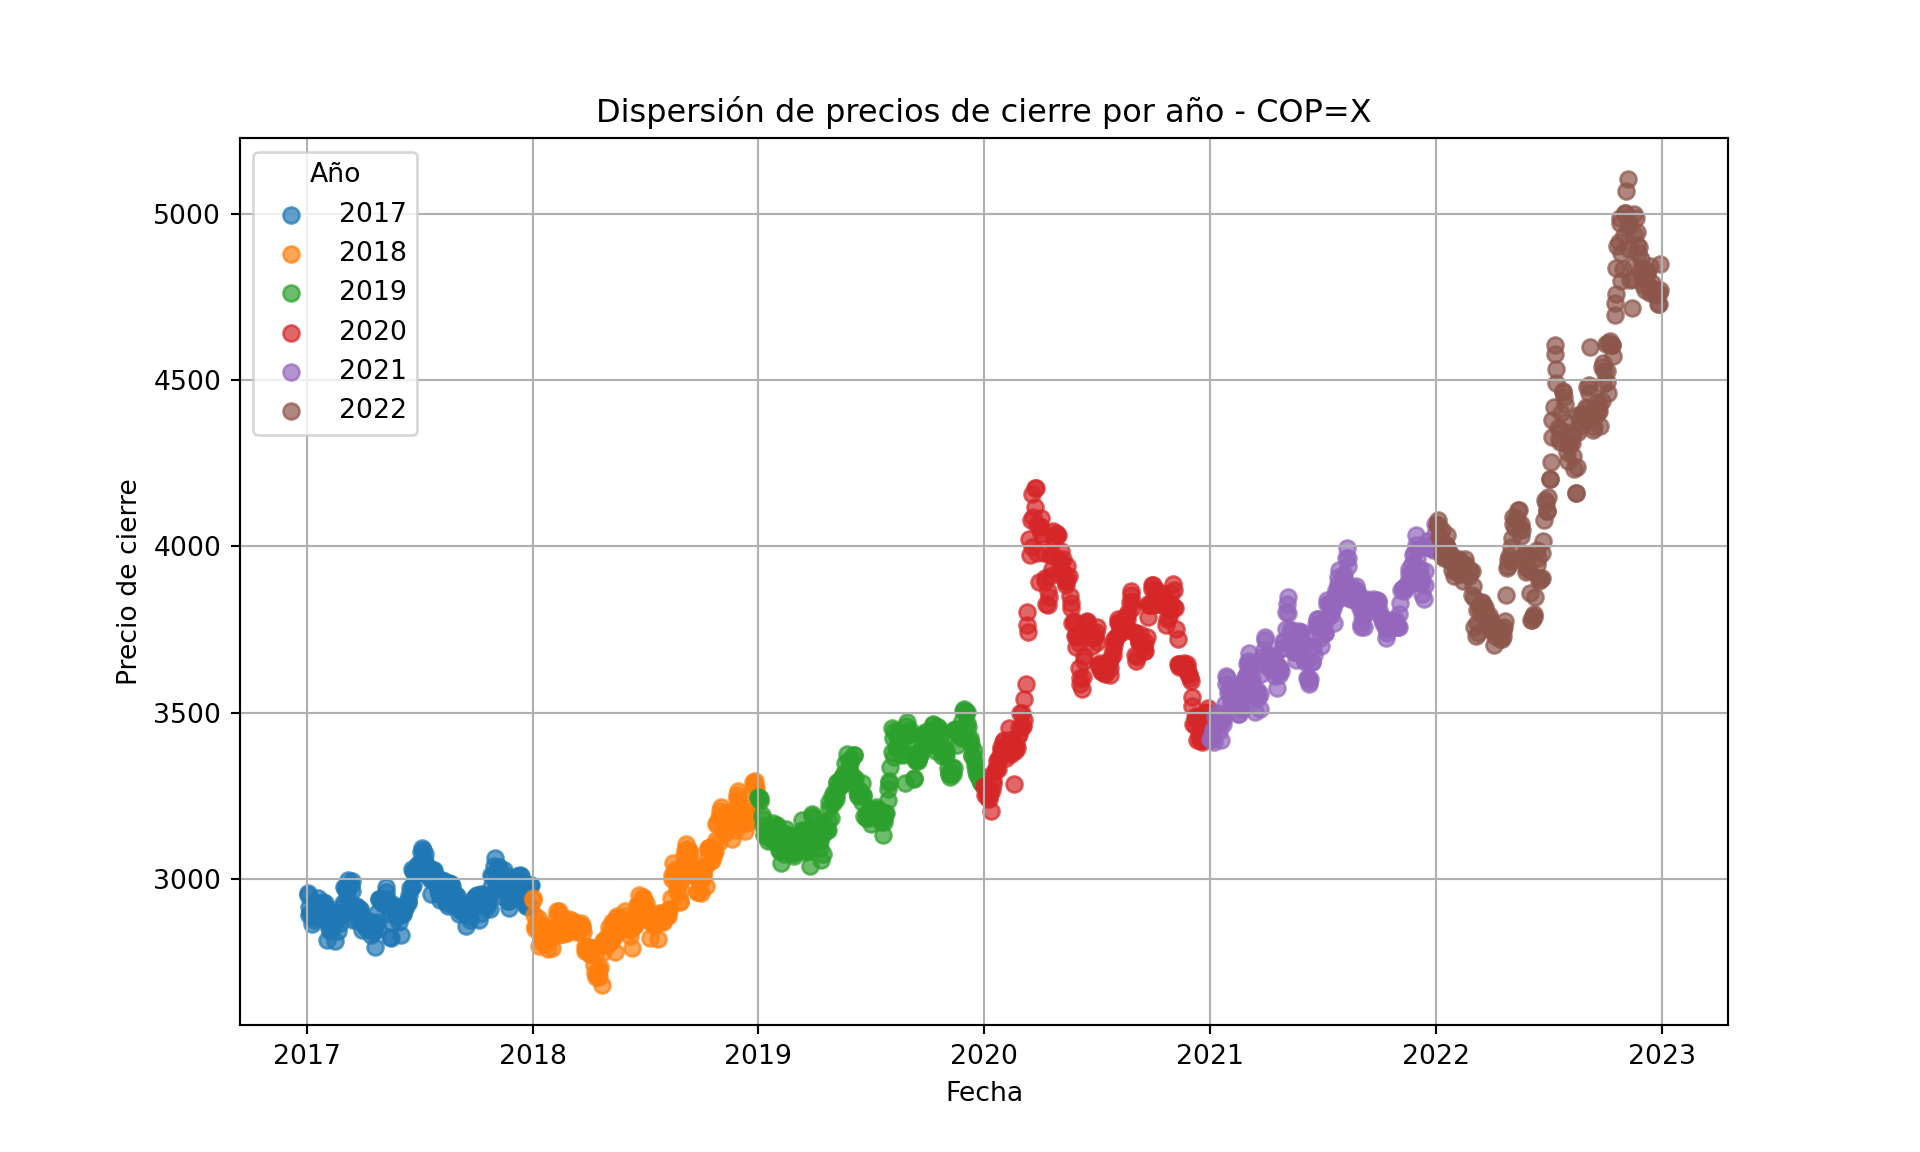 Dispersión de precios de cierre por año - COP=X
Año
2017
2018
2019
2020
2021
2022
Precio de cierre
5000
4500
4000
3500
3000
2017 2018 2019 2020 2021 2022 2023
Fecha